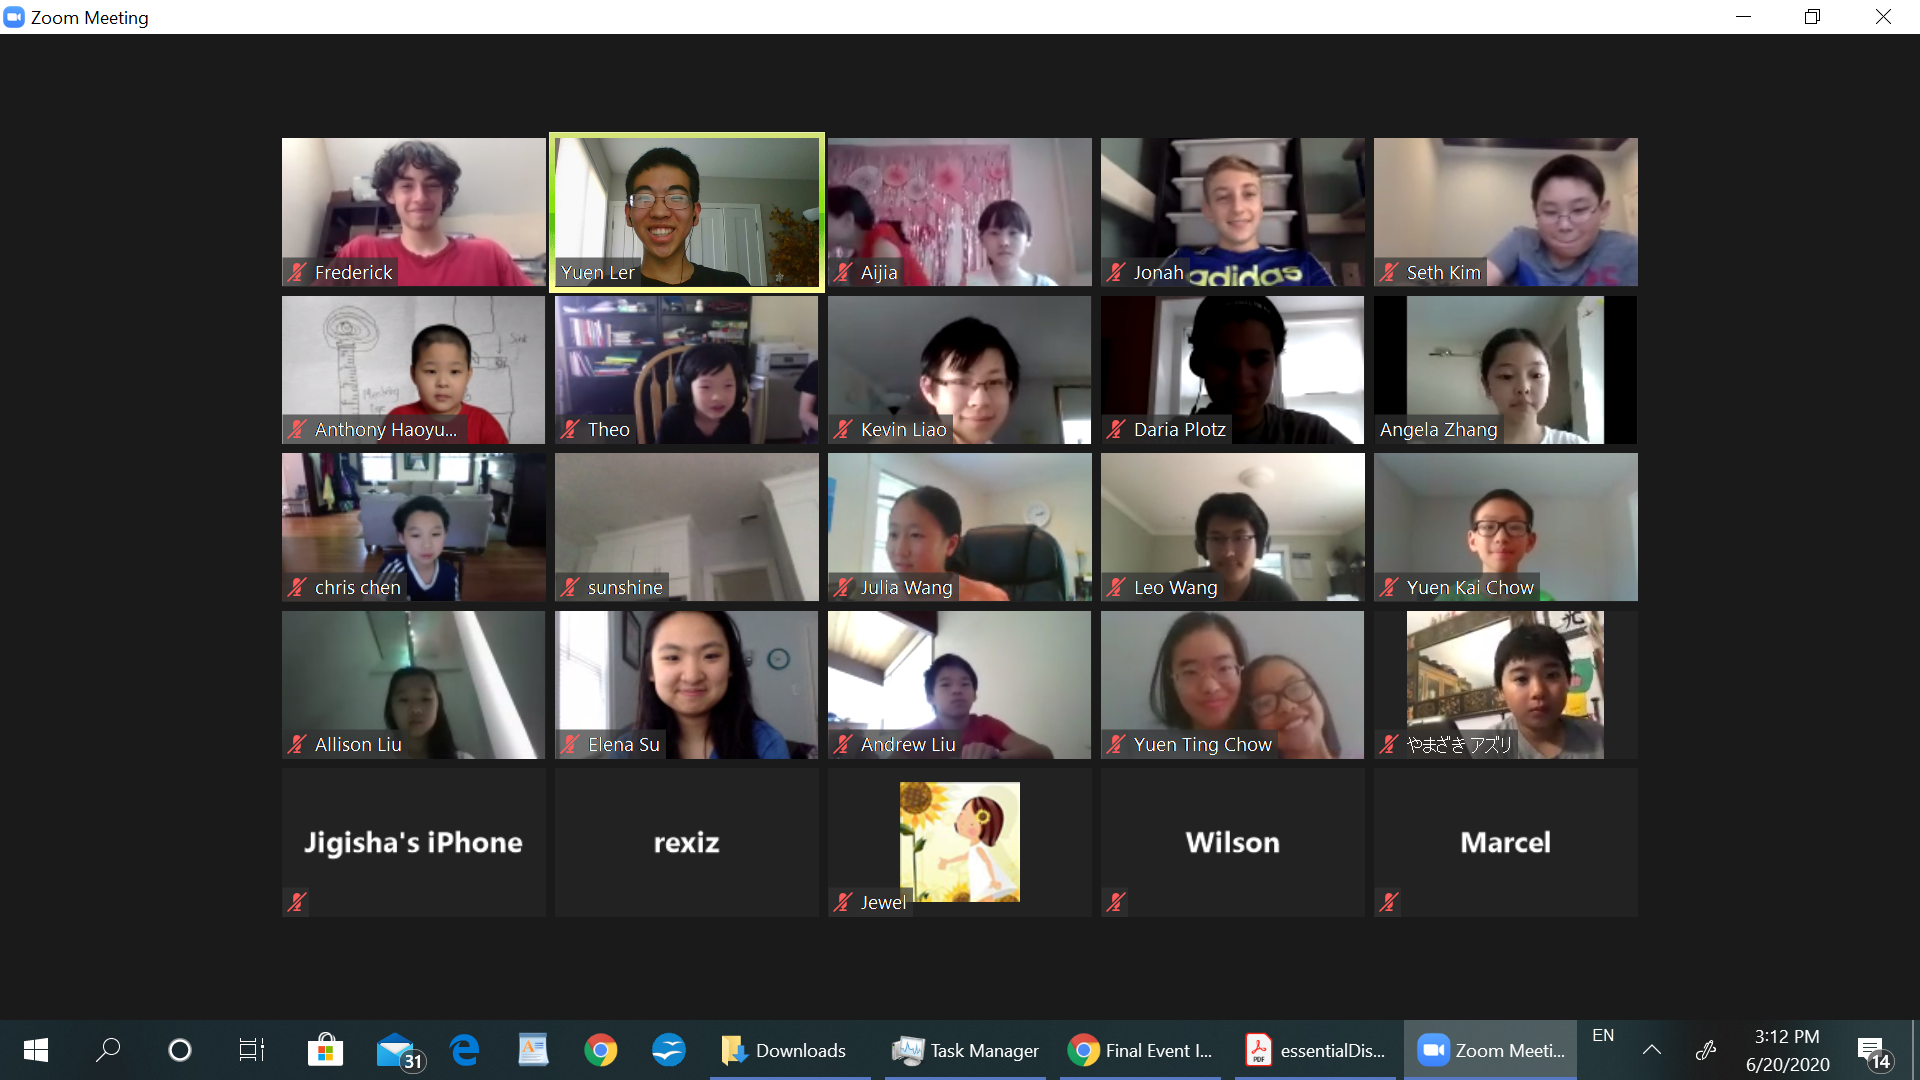 Zoom Meeting
Frederick
Yuen Ler
Aijia
Jonah
adidas
Seth Kim
Anthony Haoyu...
Sink
Theo
Kevin Liao
Daria Plotz
Angela Zhang
chris chen
sunshine
Julia Wang
Leo Wang
Yuen Kai Chow
Allison Liu
Elena Su
Andrew Liu
Yuen Ting Chow
やまざき アズリ
Jigisha's iPhone
rexiz
Jewel
Wilson
Marcel
31
Downloads
Task Manager
Final Event I...
PDF
essentialDis...
Zoom Meeti...
EN
3:12 PM
6/20/2020
14